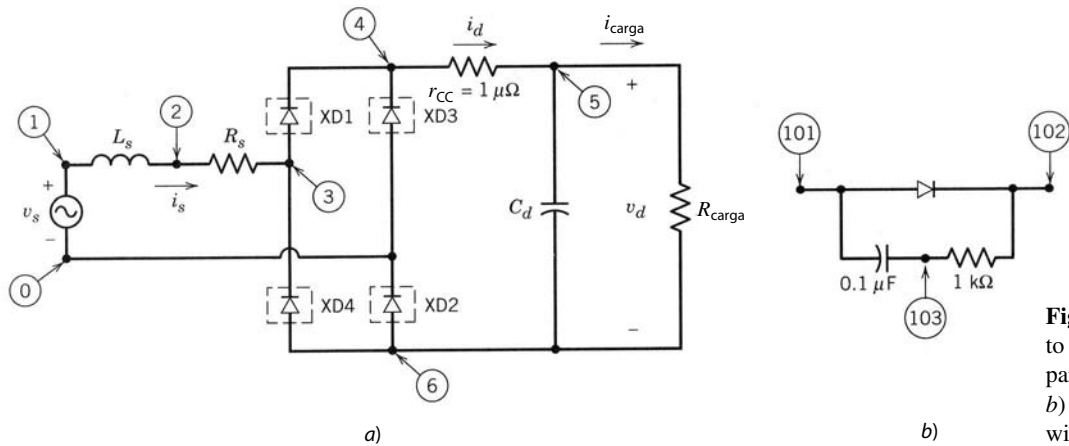 4
i_d
i_carga
r_CC = 1 μΩ
5
+
XD1
XD3
1
2
L_s
R_s
3
i_s
+
v_s
−
0
C_d
v_d
R_carga
XD4
XD2
−
6
a)
101
102
0.1 μF
1 kΩ
103
b)
Fig
to
pa
b)
wi